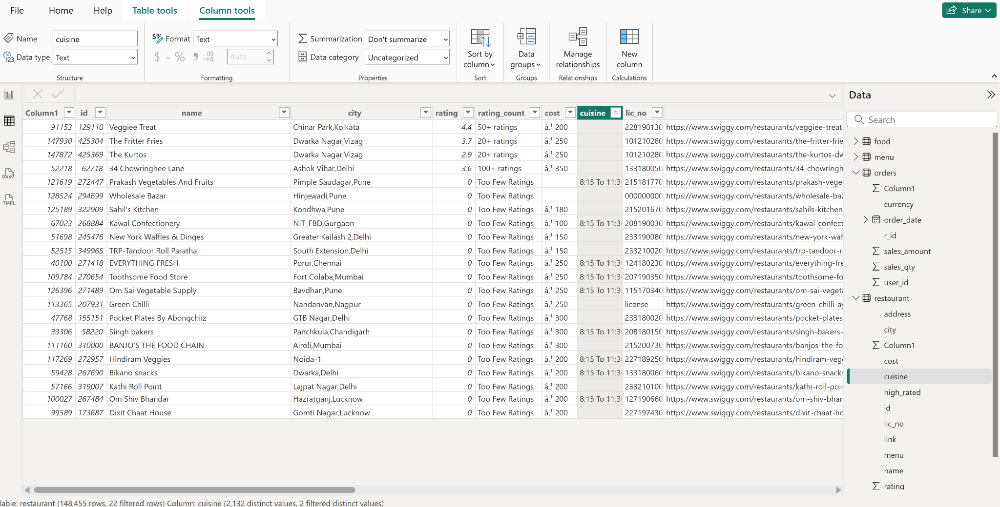 File Home Help Table tools Column tools Share
Name cuisine $% Format Text Σ Summarization Don't summarize Sort by column Data groups Manage relationships New column
123 Data type Text $ % , .00 →0 Auto Data category Uncategorized
Structure Formatting Properties Sort Groups Relationships Calculations
Column1 id name city rating rating_count cost cuisine lic_no
91153 129110 Veggiee Treat Chinar Park,Kolkata 4.4 50+ ratings â‚¹ 200 228190130 https://www.swiggy.com/restaurants/veggiee-treat-
147930 425304 The Fritter Fries Dwarka Nagar,Vizag 3.7 20+ ratings â‚¹ 250 101210280 https://www.swiggy.com/restaurants/the-fritter-frie
147872 425369 The Kurtos Dwarka Nagar,Vizag 2.9 20+ ratings â‚¹ 250 101210280 https://www.swiggy.com/restaurants/the-kurtos-dw
52218 62718 34 Chowringhee Lane Ashok Vihar,Delhi 3.6 100+ ratings â‚¹ 350 133180050 https://www.swiggy.com/restaurants/34-chowringh
121619 272447 Prakash Vegetables And Fruits Pimple Saudagar,Pune 0 Too Few Ratings 8:15 To 11:3 215181770 https://www.swiggy.com/restaurants/prakash-vege
128524 294699 Wholesale Bazar Hinjewadi,Pune 0 Too Few Ratings 000000000 https://www.swiggy.com/restaurants/wholesale-baz
125189 322909 Sahil's Kitchen Kondhwa,Pune 0 Too Few Ratings â‚¹ 180 215201670 https://www.swiggy.com/restaurants/sahils-kitchen
67023 268884 Kawal Confectionery NIT_FBD,Gurgaon 0 Too Few Ratings â‚¹ 100 8:15 To 11:3 208190030 https://www.swiggy.com/restaurants/kawal-confect
51698 245476 New York Waffles & Dinges Greater Kailash 2,Delhi 0 Too Few Ratings â‚¹ 150 233190080 https://www.swiggy.com/restaurants/new-york-waf
52515 349965 TRP-Tandoor Roll Paratha South Extension,Delhi 0 Too Few Ratings â‚¹ 150 233210020 https://www.swiggy.com/restaurants/trp-tandoor-r
40100 271418 EVERYTHING FRESH Porur,Chennai 0 Too Few Ratings â‚¹ 250 8:15 To 11:3 124180230 https://www.swiggy.com/restaurants/everything-fre
109784 270654 Toothsome Food Store Fort Colaba,Mumbai 0 Too Few Ratings â‚¹ 250 8:15 To 11:3 207190350 https://www.swiggy.com/restaurants/toothsome-fo
126396 271489 Om Sai Vegetable Supply Bavdhan,Pune 0 Too Few Ratings â‚¹ 250 8:15 To 11:3 115170340 https://www.swiggy.com/restaurants/om-sai-vegeta
113365 207931 Green Chilli Nandanvan,Nagpur 0 Too Few Ratings â‚¹ 250 license https://www.swiggy.com/restaurants/green-chilli-ay
47768 155151 Pocket Plates By Abongchiiz GTB Nagar,Delhi 0 Too Few Ratings â‚¹ 300 233180020 https://www.swiggy.com/restaurants/pocket-plates
33306 58220 Singh bakers Panchkula,Chandigarh 0 Too Few Ratings â‚¹ 300 8:15 To 11:3 208180150 https://www.swiggy.com/restaurants/singh-bakers-
111160 310000 BANJO'S THE FOOD CHAIN Airoli,Mumbai 0 Too Few Ratings â‚¹ 300 215200730 https://www.swiggy.com/restaurants/banjos-the-fo
117269 272957 Hindiram Veggies Noida-1 0 Too Few Ratings â‚¹ 200 8:15 To 11:3 227189250 https://www.swiggy.com/restaurants/hindiram-vegg
59428 267690 Bikano snacks Dwarka,Delhi 0 Too Few Ratings â‚¹ 200 8:15 To 11:3 133180060 https://www.swiggy.com/restaurants/bikano-snacks
57166 319007 Kathi Roll Point Lajpat Nagar,Delhi 0 Too Few Ratings â‚¹ 200 233210100 https://www.swiggy.com/restaurants/kathi-roll-poi
100027 267484 Om Shiv Bhandar Hazratganj,Lucknow 0 Too Few Ratings â‚¹ 200 8:15 To 11:3 127190660 https://www.swiggy.com/restaurants/om-shiv-bhan
99589 173687 Dixit Chaat House Gomti Nagar,Lucknow 0 Too Few Ratings â‚¹ 200 227197430 https://www.swiggy.com/restaurants/dixit-chaat-ho
DAX
TMDL
Data
Search
food
menu
orders
Σ Column1
currency
order_date
r_id
Σ sales_amount
Σ sales_qty
Σ user_id
restaurant
address
city
Σ Column1
cost
cuisine
high_rated
id
lic_no
link
menu
name
Σ rating
Table: restaurant (148,455 rows, 22 filtered rows) Column: cuisine (2,132 distinct values, 2 filtered distinct values)